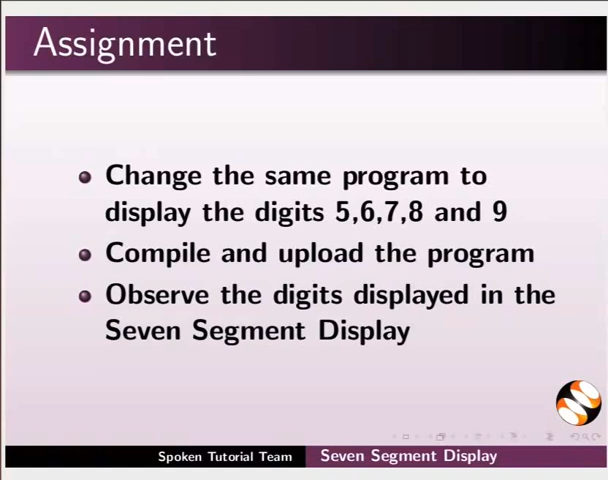 Assignment
Change the same program to
display the digits 5,6,7,8 and 9
Compile and upload the program
Observe the digits displayed in the
Seven Segment Display
Spoken Tutorial Team
Seven Segment Display